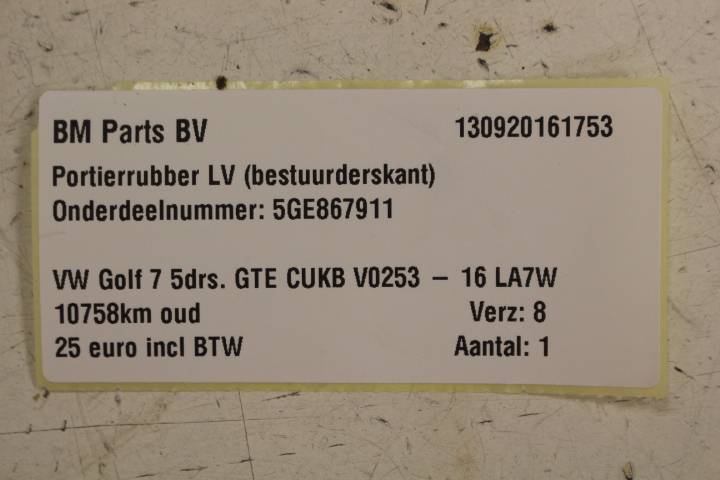 BM Parts BV 130920161753
Portierrubber LV (bestuurderskant)
Onderdeelnummer: 5GE867911
VW Golf 7 5drs. GTE CUKB V0253 – 16 LA7W
10758km oud Verz: 8
25 euro incl BTW Aantal: 1